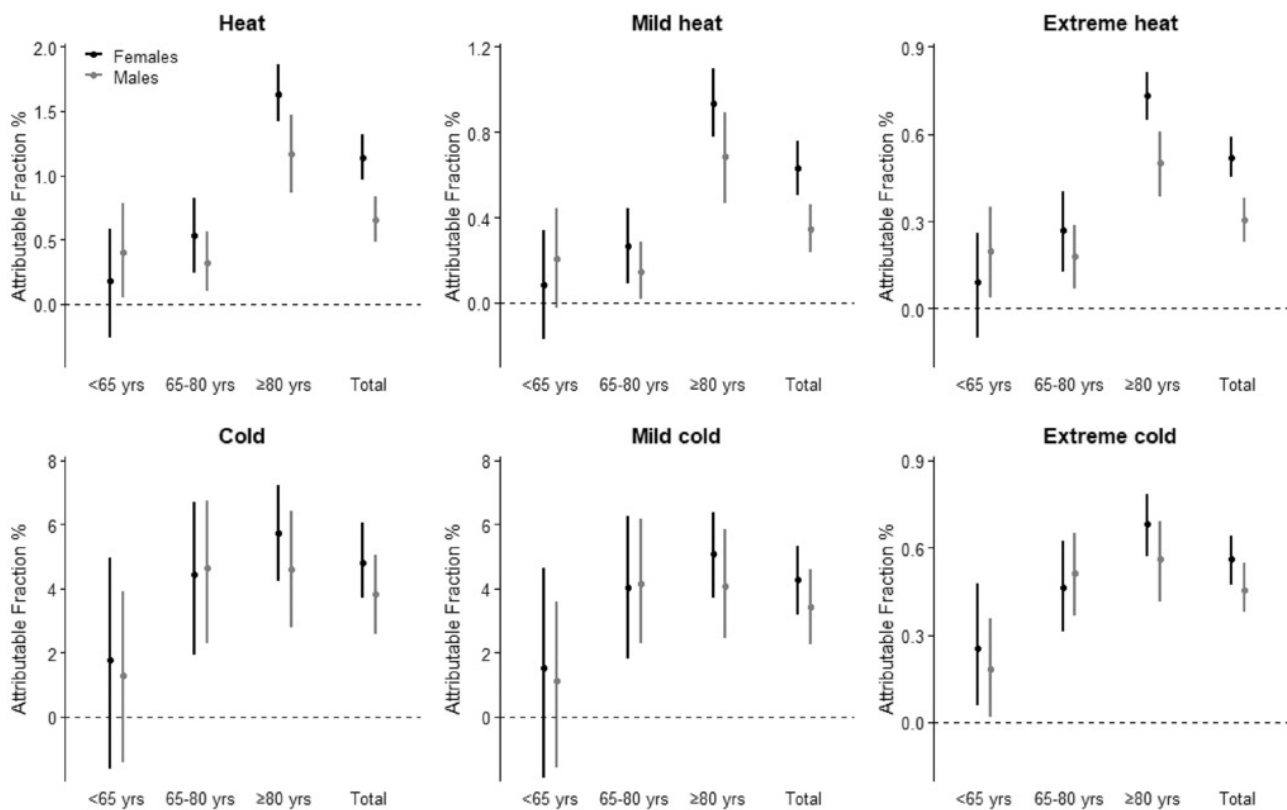 Heat
Mild heat
Extreme heat
Attributable Fraction %
2.0
1.5
1.0
0.5
0.0
Females
Males
<65 yrs 65-80 yrs ≥80 yrs Total
Attributable Fraction %
1.2
0.8
0.4
0.0
<65 yrs 65-80 yrs ≥80 yrs Total
Attributable Fraction %
0.9
0.6
0.3
0.0
<65 yrs 65-80 yrs ≥80 yrs Total
Cold
Mild cold
Extreme cold
Attributable Fraction %
8
6
4
2
0
<65 yrs 65-80 yrs ≥80 yrs Total
Attributable Fraction %
8
6
4
2
0
<65 yrs 65-80 yrs ≥80 yrs Total
Attributable Fraction %
0.9
0.6
0.3
0.0
<65 yrs 65-80 yrs ≥80 yrs Total